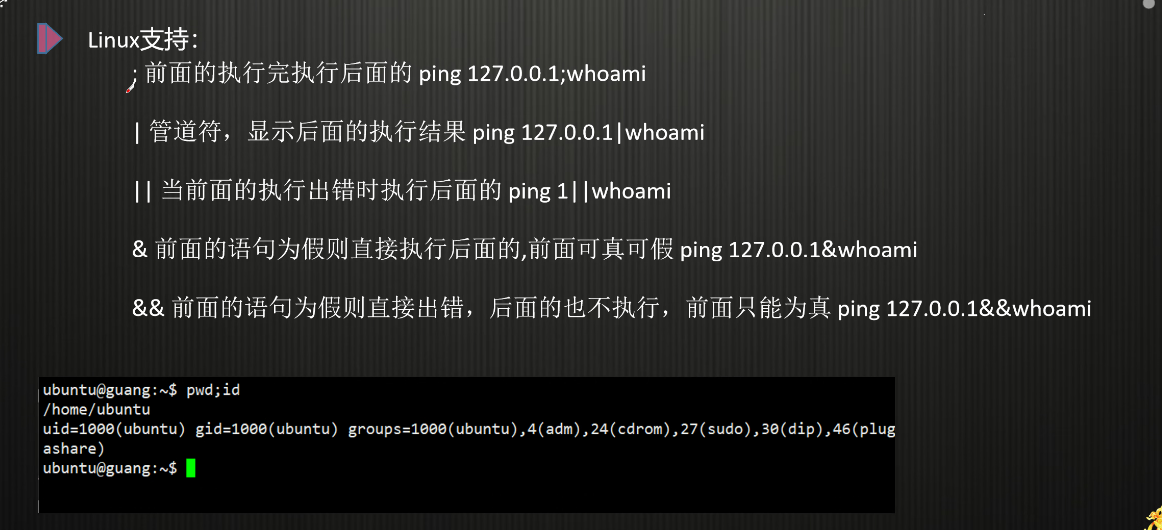 Linux支持：
; 前面的执行完执行后面的 ping 127.0.0.1;whoami
| 管道符，显示后面的执行结果 ping 127.0.0.1|whoami
|| 当前面的执行出错时执行后面的 ping 1||whoami
& 前面的语句为假则直接执行后面的,前面可真可假 ping 127.0.0.1&whoami
&& 前面的语句为假则直接出错，后面的也不执行，前面只能为真 ping 127.0.0.1&&whoami
ubuntu@guang:~$ pwd;id
/home/ubuntu
uid=1000(ubuntu) gid=1000(ubuntu) groups=1000(ubuntu),4(adm),24(cdrom),27(sudo),30(dip),46(plug
ashare)
ubuntu@guang:~$